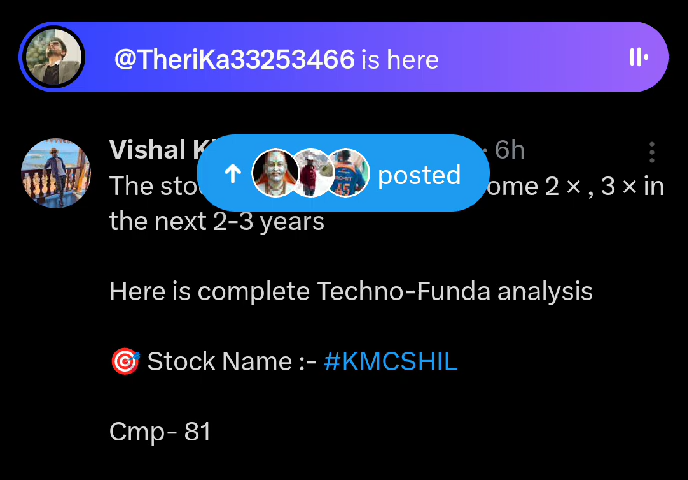 @TheriKa33253466 is here
Vishal · 6h
↑ posted
The ome 2 ×, 3 × in
the next 2-3 years
Here is complete Techno-Funda analysis
🎯 Stock Name :- #KMCSHIL
Cmp- 81